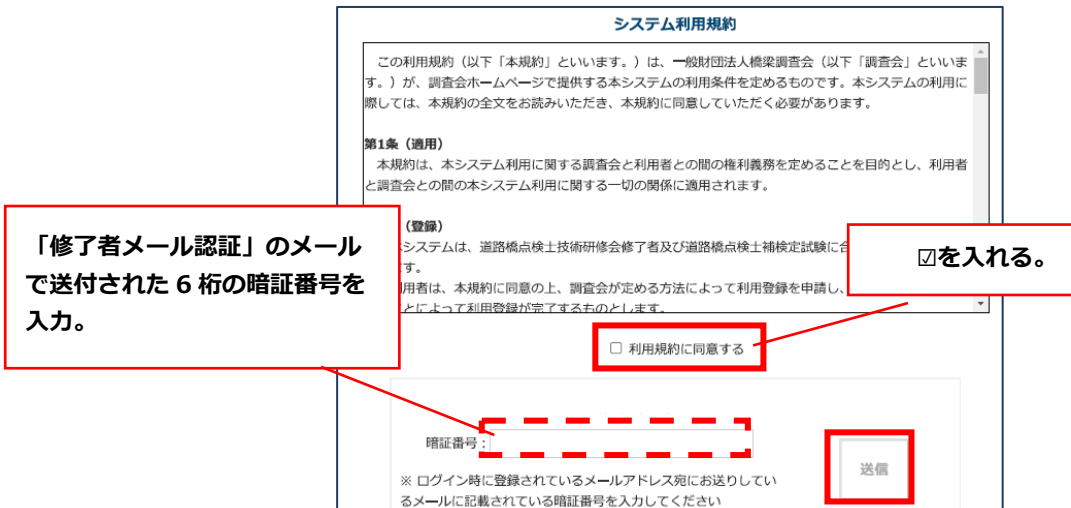 システム利用規約
この利用規約(以下「本規約」といいます。)は、一般財団法人橋梁調査会(以下「調査会」といいま
す。)が、調査会ホームページで提供する本システムの利用条件を定めるものです。本システムの利用に
際しては、本規約の全文をお読みいただき、本規約に同意していただく必要があります。
第1条(適用)
本規約は、本システム利用に関する調査会と利用者との間の権利義務を定めることを目的とし、利用者
と調査会との間の本システム利用に関する一切の関係に適用されます。
(登録)
システムは、道路橋点検士技術研修会修了者及び道路橋点検士補検定試験に合
す。
用者は、本規約に同意の上、調査会が定める方法によって利用登録を申請し、
とによって利用登録が完了するものとします。
「修了者メール認証」のメール
で送付された 6 桁の暗証番号を
入力。
☑を入れる。
利用規約に同意する
暗証番号:
送信
※ ログイン時に登録されているメールアドレス宛にお送りしてい
るメールに記載されている暗証番号を入力してください